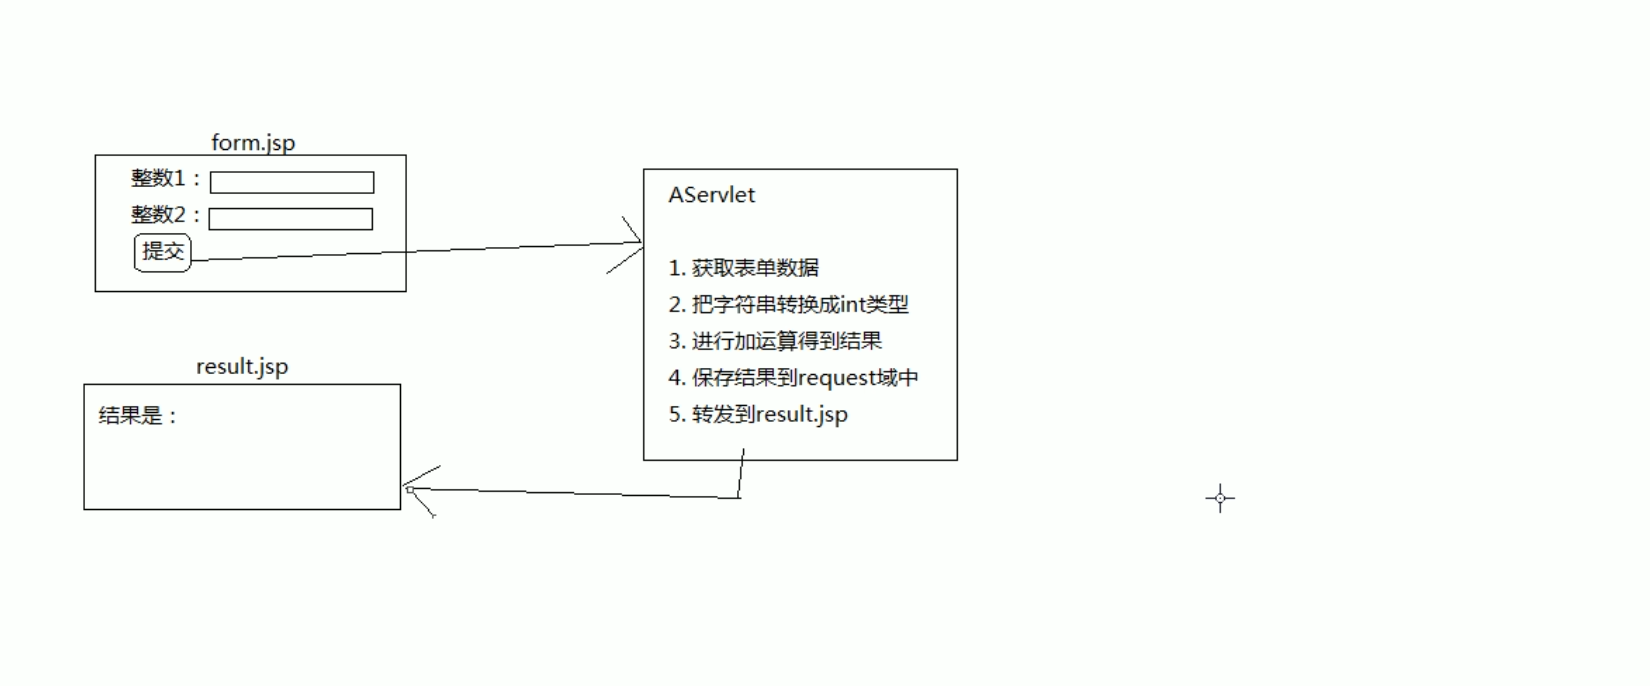 form.jsp
整数1：
整数2：
提交
AServlet
1. 获取表单数据
2. 把字符串转换成int类型
3. 进行加运算得到结果
4. 保存结果到request域中
5. 转发到result.jsp
result.jsp
结果是：